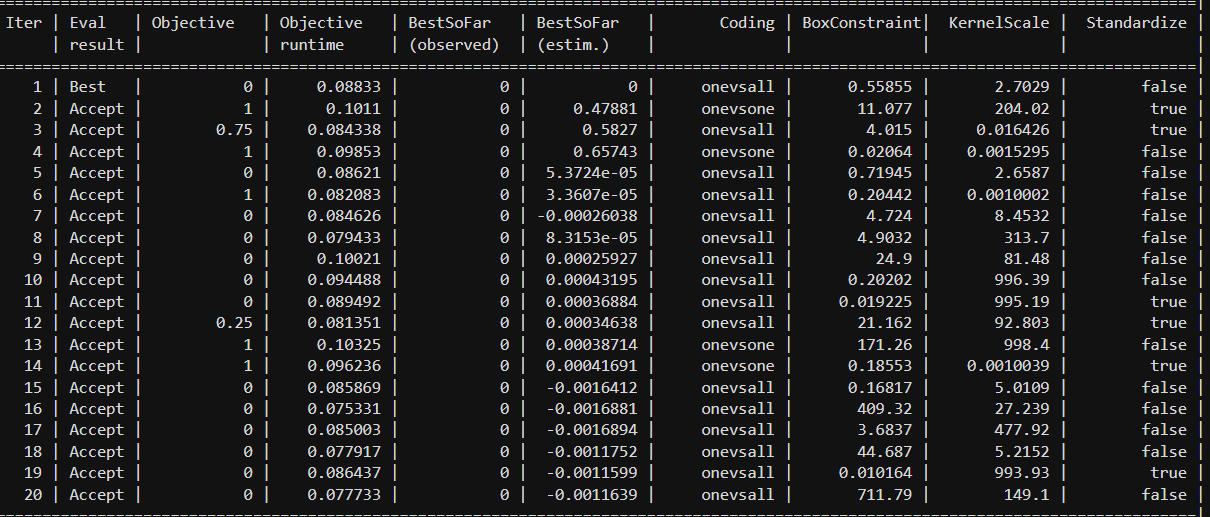 |===================================================================================================================================|
Iter | Eval | Objective | Objective | BestSoFar | BestSoFar | Coding | BoxConstraint| KernelScale | Standardize |
| result | | runtime | (observed) | (estim.) | | | | |
|===================================================================================================================================|
1 | Best | 0 | 0.08833 | 0 | 0 | onevsall | 0.55855 | 2.7029 | false |
2 | Accept | 1 | 0.1011 | 0 | 0.47881 | onevsone | 11.077 | 204.02 | true |
3 | Accept | 0.75 | 0.084338 | 0 | 0.5827 | onevsall | 4.015 | 0.016426 | true |
4 | Accept | 1 | 0.09853 | 0 | 0.65743 | onevsone | 0.02064 | 0.0015295 | false |
5 | Accept | 0 | 0.08621 | 0 | 5.3724e-05 | onevsall | 0.71945 | 2.6587 | false |
6 | Accept | 1 | 0.082083 | 0 | 3.3607e-05 | onevsall | 0.20442 | 0.0010002 | false |
7 | Accept | 0 | 0.084626 | 0 | -0.00026038 | onevsall | 4.724 | 8.4532 | false |
8 | Accept | 0 | 0.079433 | 0 | 8.3153e-05 | onevsall | 4.9032 | 313.7 | false |
9 | Accept | 0 | 0.10021 | 0 | 0.00025927 | onevsall | 24.9 | 81.48 | false |
10 | Accept | 0 | 0.094488 | 0 | 0.00043195 | onevsall | 0.20202 | 996.39 | false |
11 | Accept | 0 | 0.089492 | 0 | 0.00036884 | onevsall | 0.019225 | 995.19 | true |
12 | Accept | 0.25 | 0.081351 | 0 | 0.00034638 | onevsall | 21.162 | 92.803 | true |
13 | Accept | 1 | 0.10325 | 0 | 0.00038714 | onevsone | 171.26 | 998.4 | false |
14 | Accept | 1 | 0.096236 | 0 | 0.00041691 | onevsone | 0.18553 | 0.0010039 | true |
15 | Accept | 0 | 0.085869 | 0 | -0.0016412 | onevsall | 0.16817 | 5.0109 | false |
16 | Accept | 0 | 0.075331 | 0 | -0.0016881 | onevsall | 409.32 | 27.239 | false |
17 | Accept | 0 | 0.085003 | 0 | -0.0016894 | onevsall | 3.6837 | 477.92 | false |
18 | Accept | 0 | 0.077917 | 0 | -0.0011752 | onevsall | 44.687 | 5.2152 | false |
19 | Accept | 0 | 0.086437 | 0 | -0.0011599 | onevsall | 0.010164 | 993.93 | true |
20 | Accept | 0 | 0.077733 | 0 | -0.0011639 | onevsall | 711.79 | 149.1 | false |